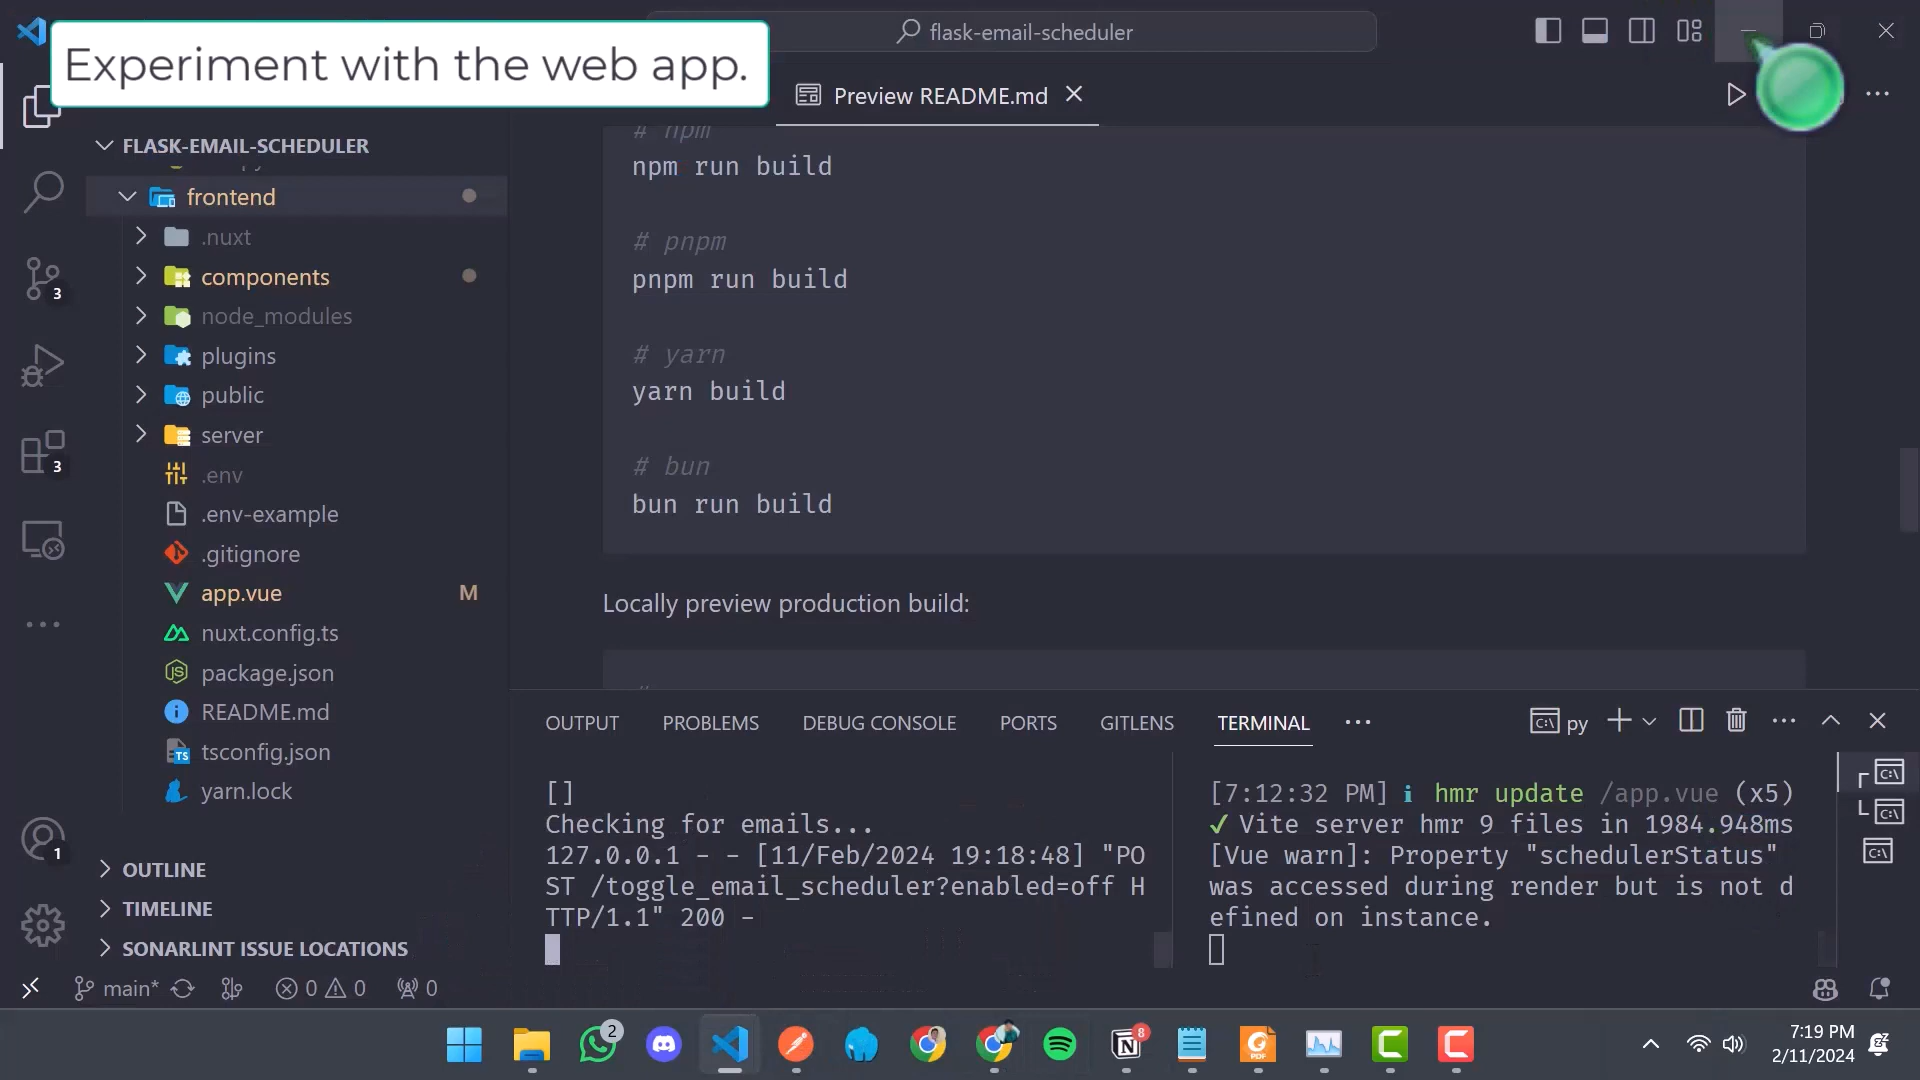 Experiment with the web app.
flask-email-scheduler
Preview README.md
FLASK-EMAIL-SCHEDULER
frontend
.nuxt
components
node_modules
plugins
public
server
.env
.env-example
.gitignore
app.vue M
nuxt.config.ts
package.json
README.md
tsconfig.json
yarn.lock
OUTLINE
TIMELINE
SONARLINT ISSUE LOCATIONS
3
3
1
# npm
npm run build
# pnpm
pnpm run build
# yarn
yarn build
# bun
bun run build
Locally preview production build:
OUTPUT PROBLEMS DEBUG CONSOLE PORTS GITLENS TERMINAL
py
[]
Checking for emails...
127.0.0.1 - - [11/Feb/2024 19:18:48] "PO
ST /toggle_email_scheduler?enabled=off H
TTP/1.1" 200 -
[7:12:32 PM] ℹ hmr update /app.vue (x5)
✓ Vite server hmr 9 files in 1984.948ms
[Vue warn]: Property "schedulerStatus"
was accessed during render but is not d
efined on instance.
main* 0 0 0
2
8
PDF
7:19 PM
2/11/2024